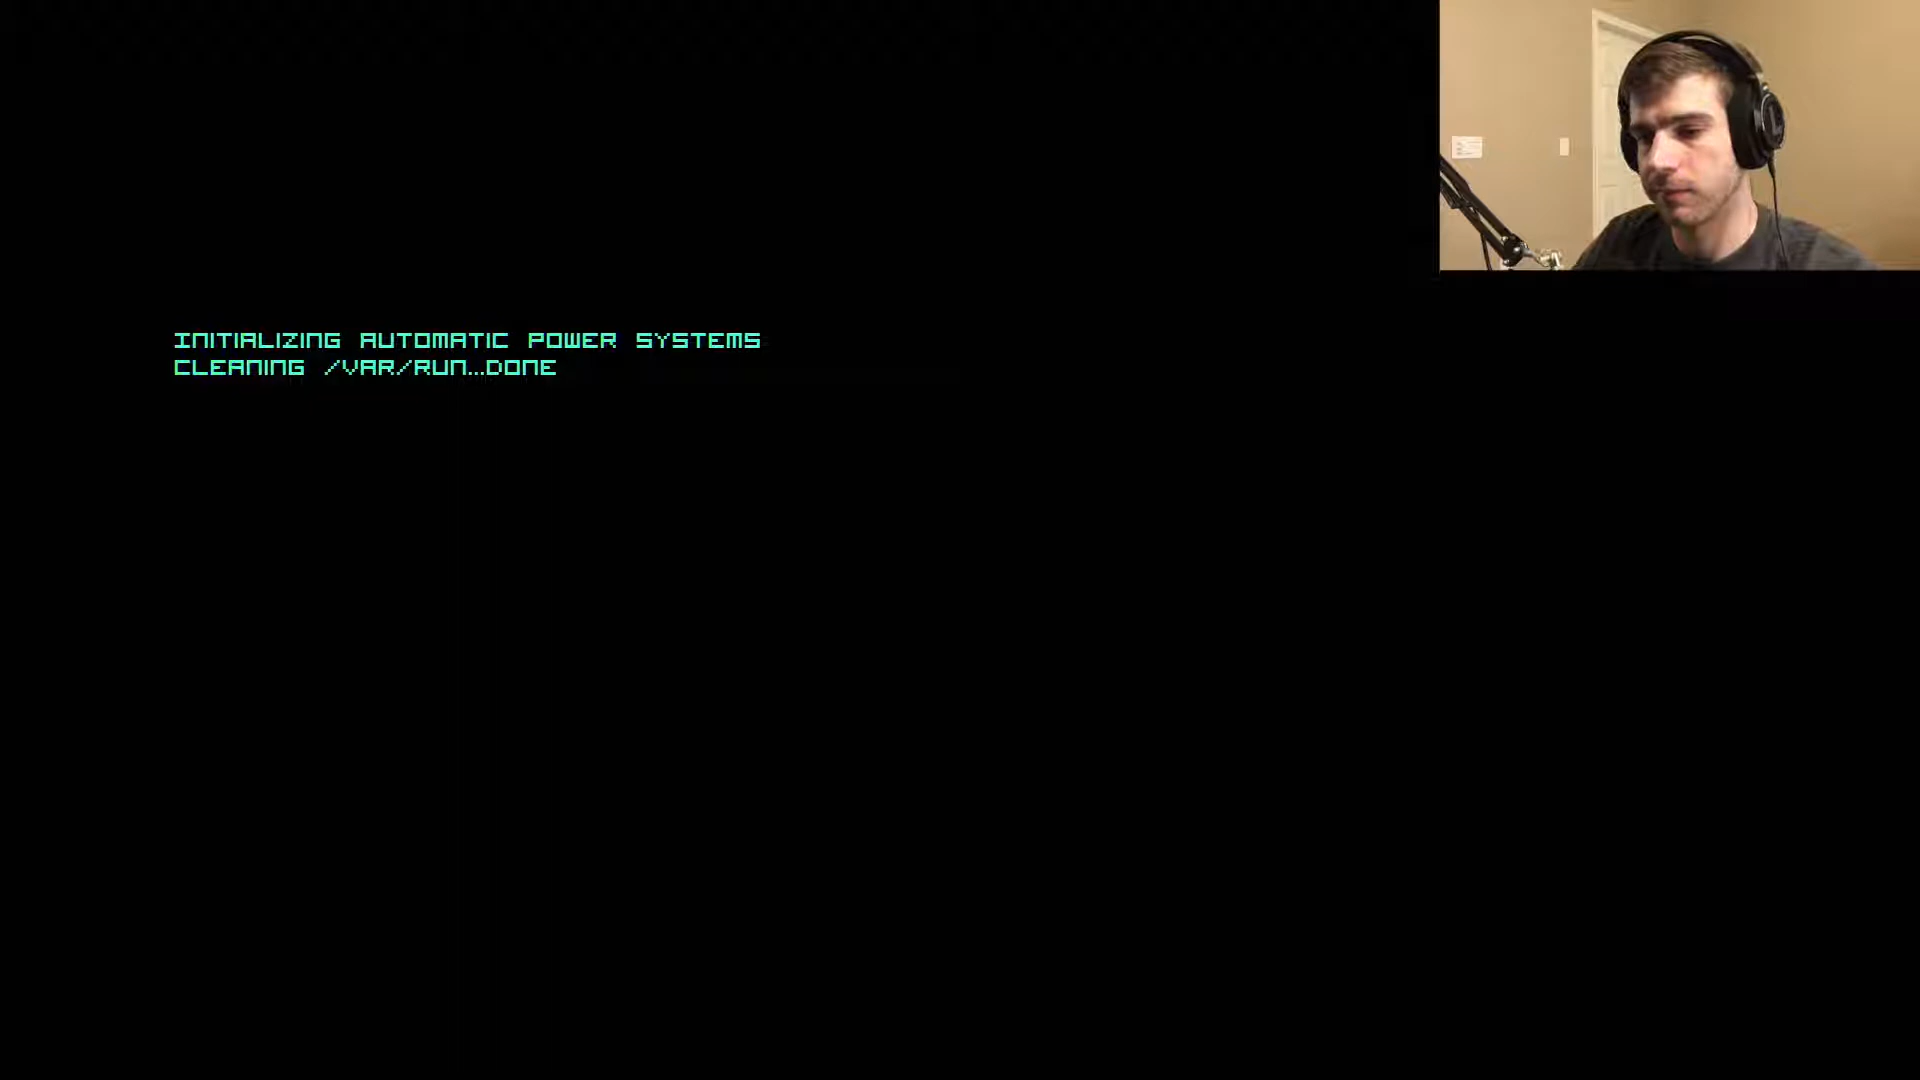 INITIALIZING AUTOMATIC POWER SYSTEMS
CLEANING /VAR/RUN...DONE